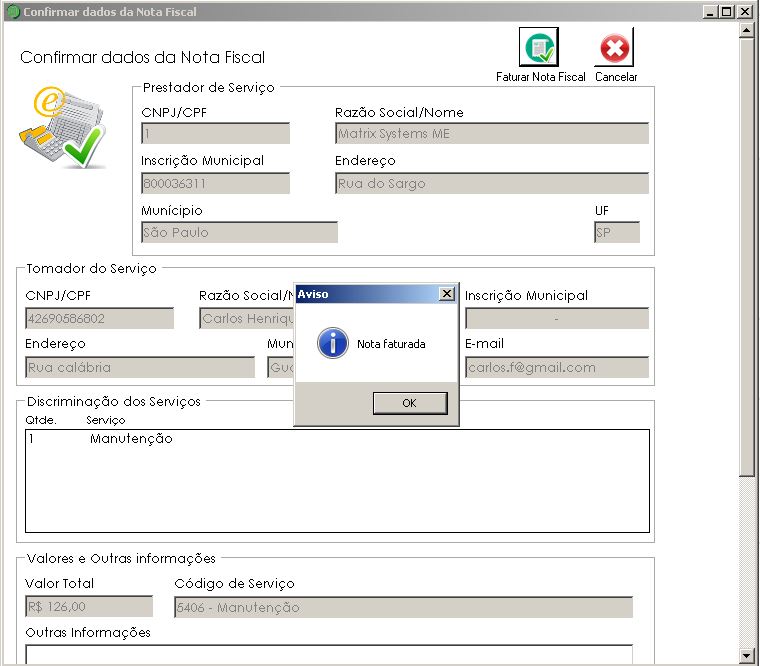 Confirmar dados da Nota Fiscal
Confirmar dados da Nota Fiscal
Faturar Nota Fiscal
Cancelar
Prestador de Serviço
CNPJ/CPF
Razão Social/Nome
1
Matrix Systems ME
Inscrição Municipal
Endereço
800036311
Rua do Sargo
Munícipio
UF
São Paulo
SP
Tomador do Serviço
CNPJ/CPF
Razão Social/
Inscrição Municipal
42690586802
Carlos Henriqu
-
Endereço
Mun
E-mail
Rua calábria
Gu
carlos.f@gmail.com
Aviso
Nota faturada
OK
Discriminação dos Serviços
Qtde.
Serviço
1
Manutenção
Valores e Outras informações
Valor Total
Código de Serviço
R$ 126,00
5406 - Manutenção
Outras Informações